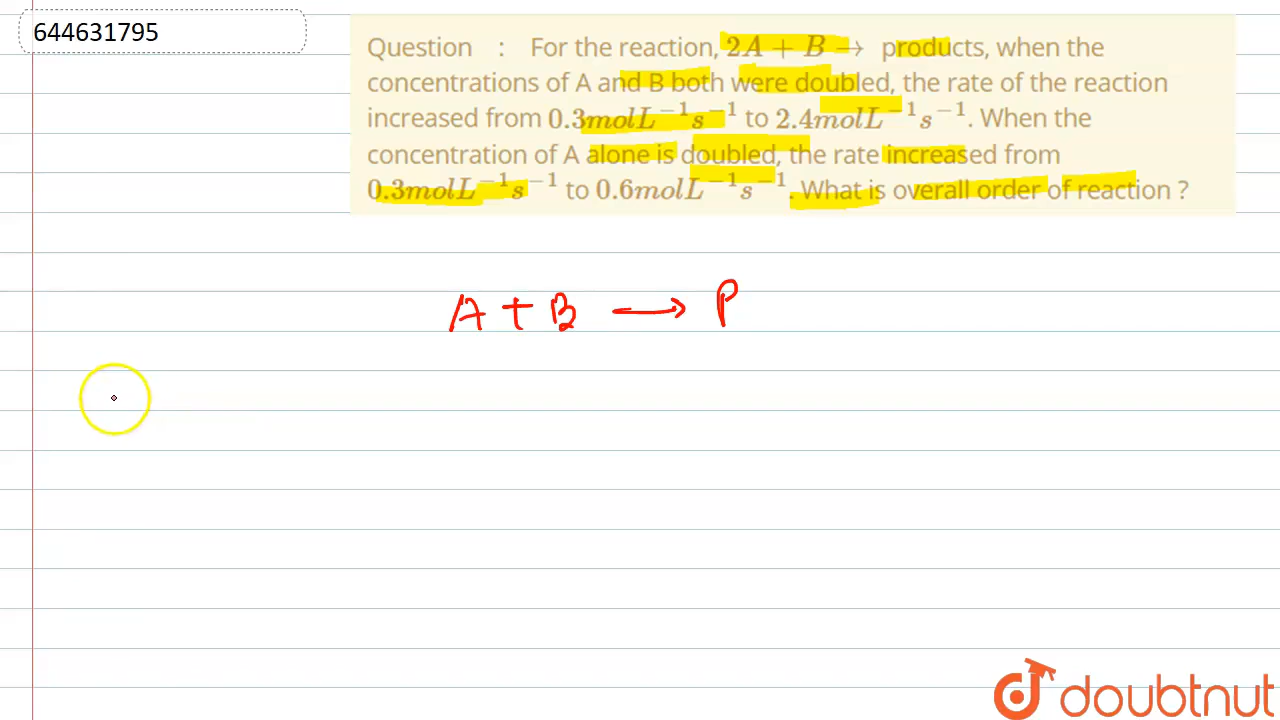 644631795
Question : For the reaction, 2A + B → products, when the
concentrations of A and B both were doubled, the rate of the reaction
increased from 0.3molL⁻¹s⁻¹ to 2.4molL⁻¹s⁻¹. When the
concentration of A alone is doubled, the rate increased from
0.3molL⁻¹s⁻¹ to 0.6molL⁻¹s⁻¹. What is overall order of reaction ?
A + B → P
doubtnut